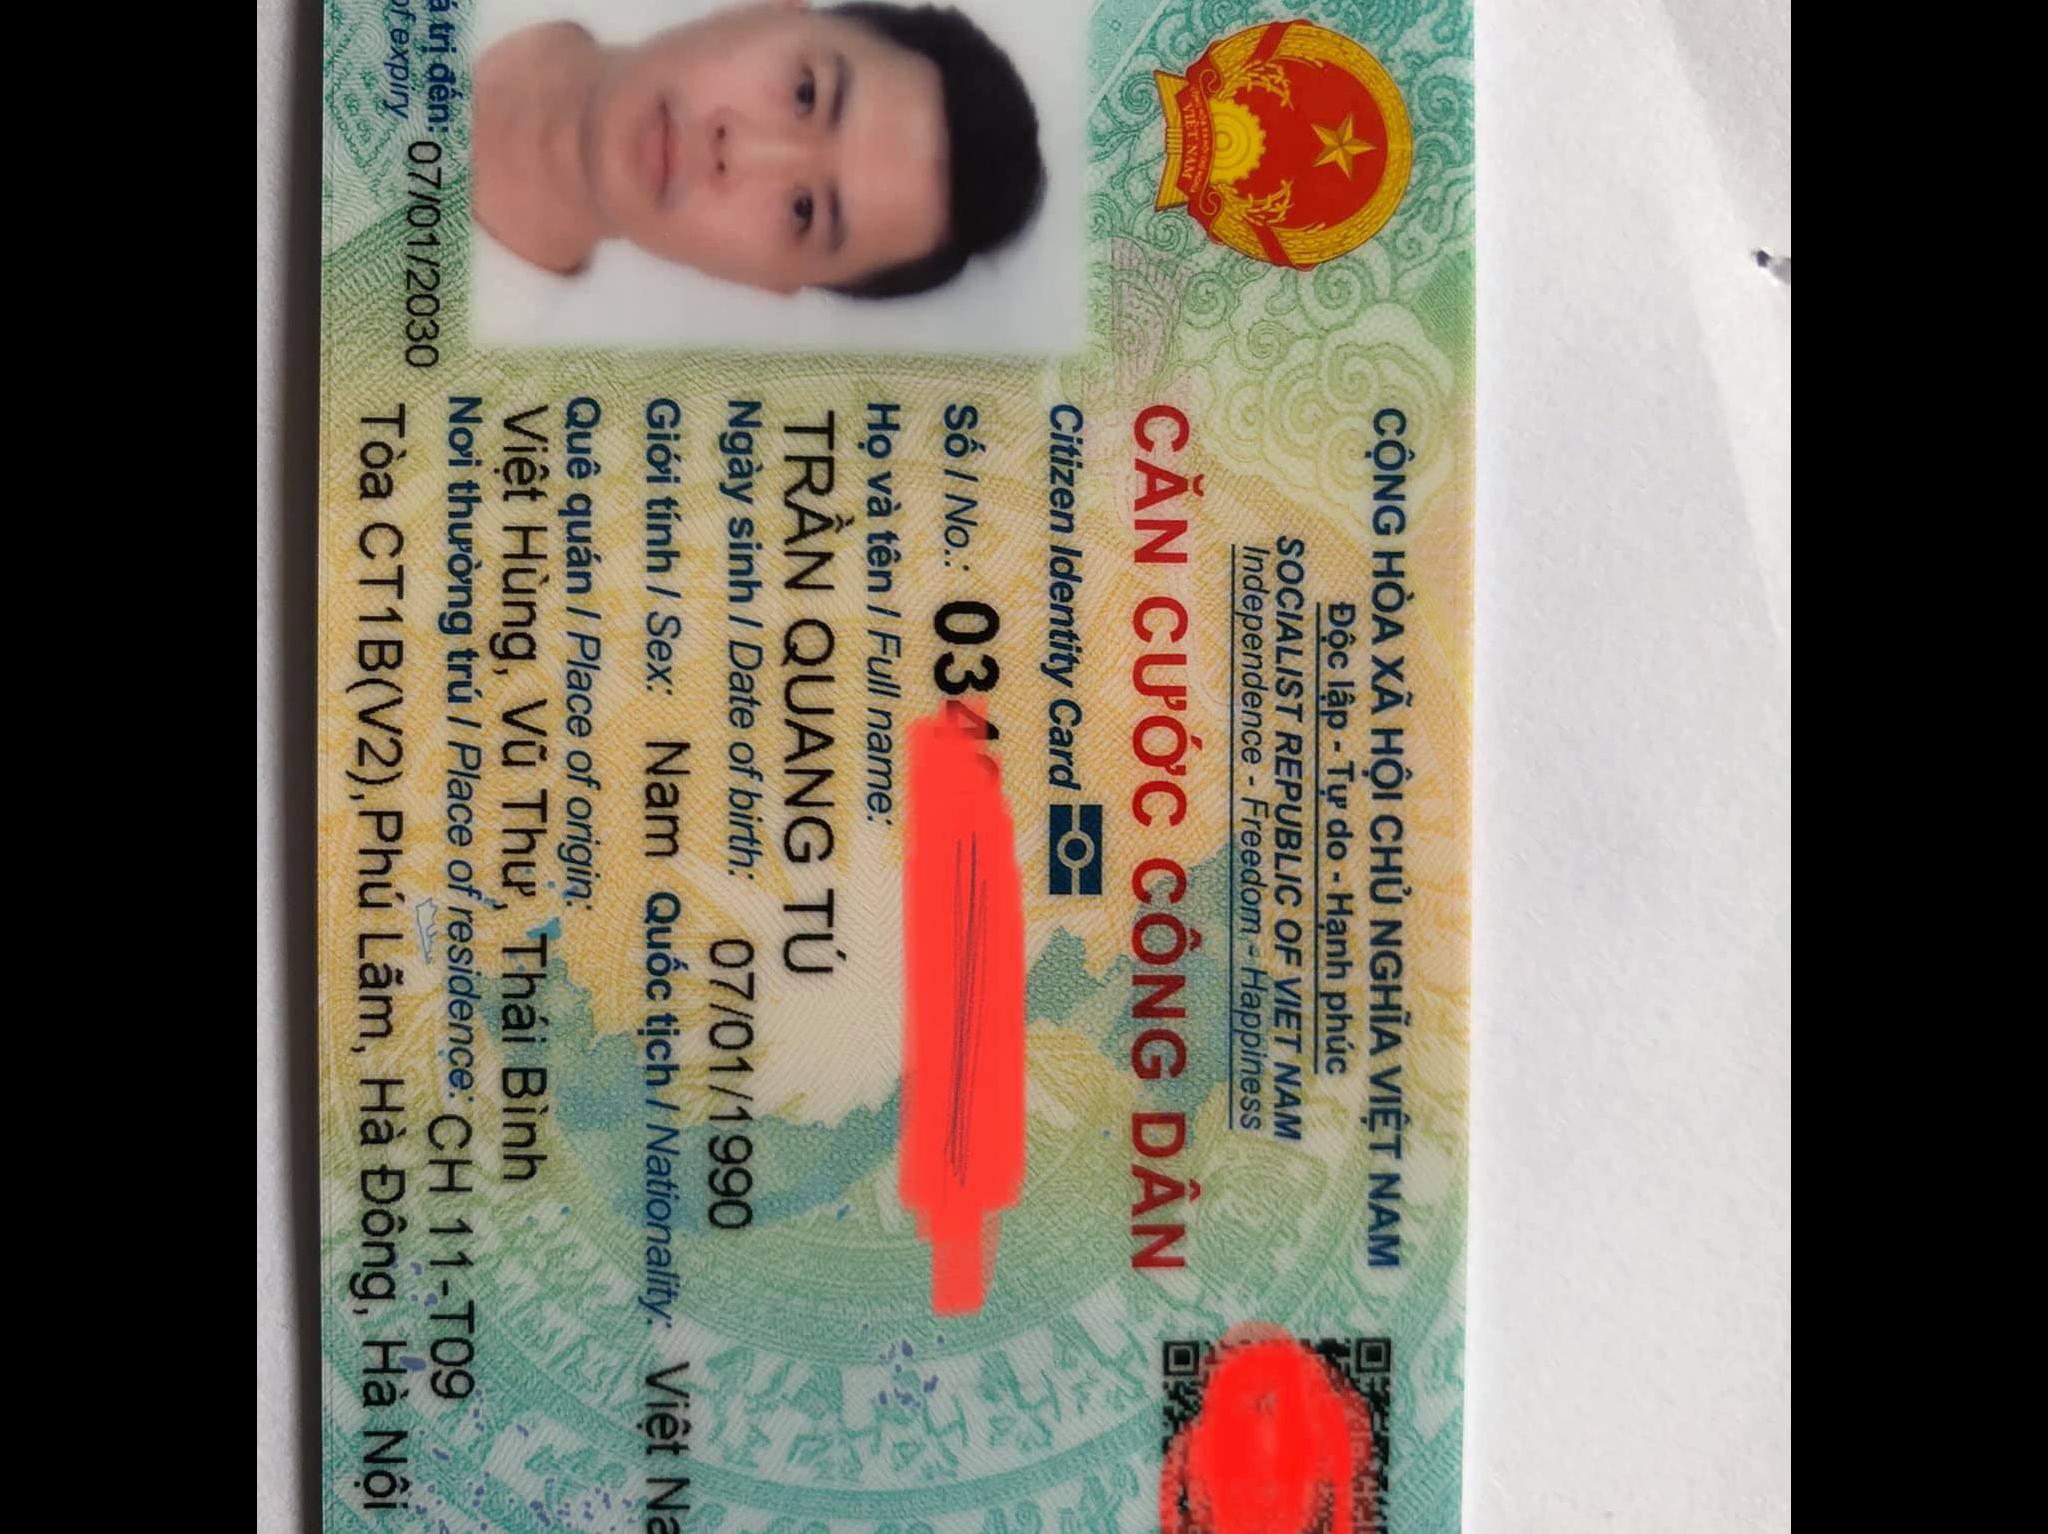 CỘNG HÒA XÃ HỘI CHỦ NGHĨA VIỆT NAM
Độc lập - Tự do - Hạnh phúc
SOCIALIST REPUBLIC OF VIET NAM
Independence - Freedom - Happiness
CĂN CƯỚC CÔNG DÂN
Citizen Identity Card
Số / No.: 03
Họ và tên / Full name:
TRẦN QUANG TÚ
Ngày sinh / Date of birth: 07/01/1990
Giới tính / Sex: Nam Quốc tịch / Nationality: Việt Na
Quê quán / Place of origin:
Việt Hùng, Vũ Thư, Thái Bình
Nơi thường trú / Place of residence: CH 11-T09
Tòa CT1B(V2),Phú Lãm, Hà Đông, Hà Nội
trị đến: 07/01/2030
of expiry
VIỆT NAM